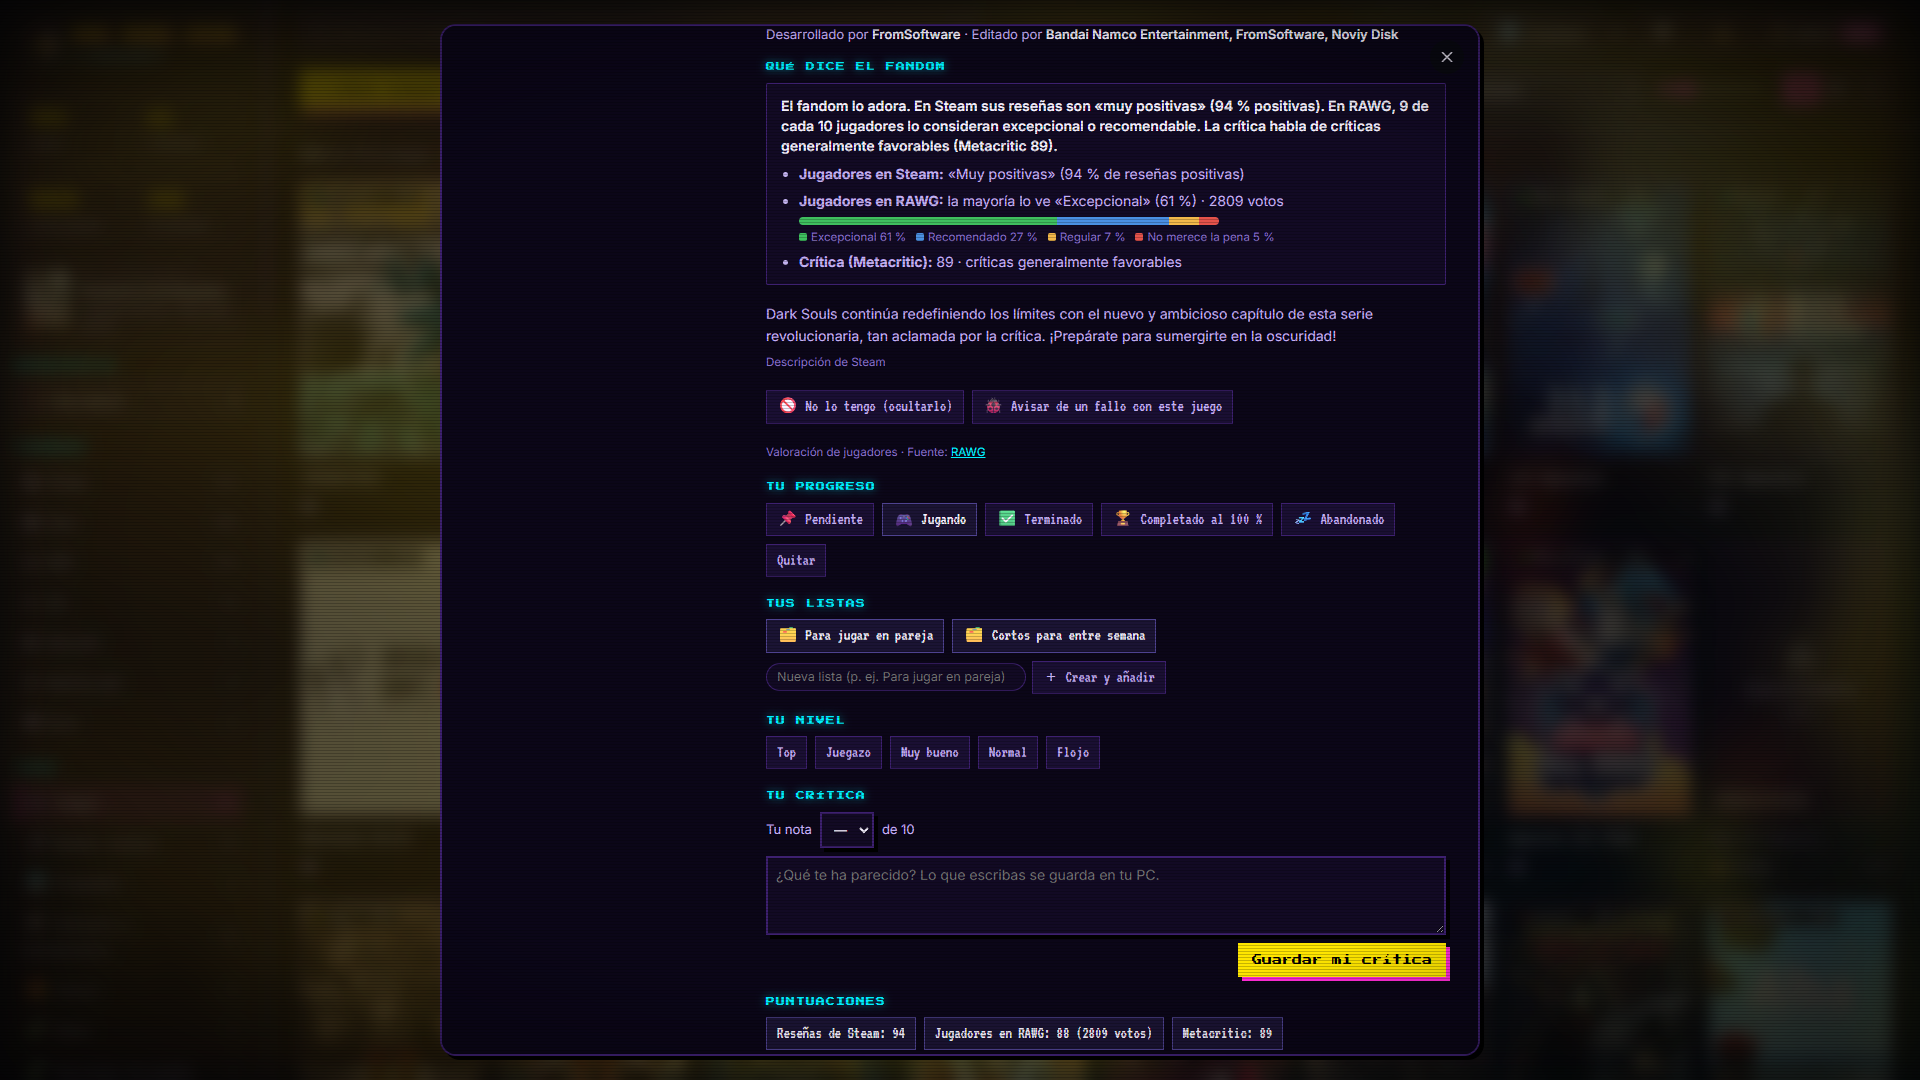 Desarrollado por FromSoftware · Editado por Bandai Namco Entertainment, FromSoftware, Noviy Disk
QUÉ DICE EL FANDOM
El fandom lo adora. En Steam sus reseñas son «muy positivas» (94 % positivas). En RAWG, 9 de
cada 10 jugadores lo consideran excepcional o recomendable. La crítica habla de críticas
generalmente favorables (Metacritic 89).
Jugadores en Steam: «Muy positivas» (94 % de reseñas positivas)
Jugadores en RAWG: la mayoría lo ve «Excepcional» (61 %) · 2809 votos
Excepcional 61 % Recomendado 27 % Regular 7 % No merece la pena 5 %
Crítica (Metacritic): 89 · críticas generalmente favorables
Dark Souls continúa redefiniendo los límites con el nuevo y ambicioso capítulo de esta serie
revolucionaria, tan aclamada por la crítica. ¡Prepárate para sumergirte en la oscuridad!
Descripción de Steam
No lo tengo (ocultarlo) Avisar de un fallo con este juego
Valoración de jugadores · Fuente: RAWG
TU PROGRESO
Pendiente Jugando Terminado Completado al 100 % Abandonado
Quitar
TUS LISTAS
Para jugar en pareja Cortos para entre semana
Nueva lista (p. ej. Para jugar en pareja) + Crear y añadir
TU NIVEL
Top Juegazo Muy bueno Normal Flojo
TU CRÍTICA
Tu nota — de 10
¿Qué te ha parecido? Lo que escribas se guarda en tu PC.
Guardar mi crítica
PUNTUACIONES
Reseñas de Steam: 94 Jugadores en RAWG: 88 (2809 votos) Metacritic: 89